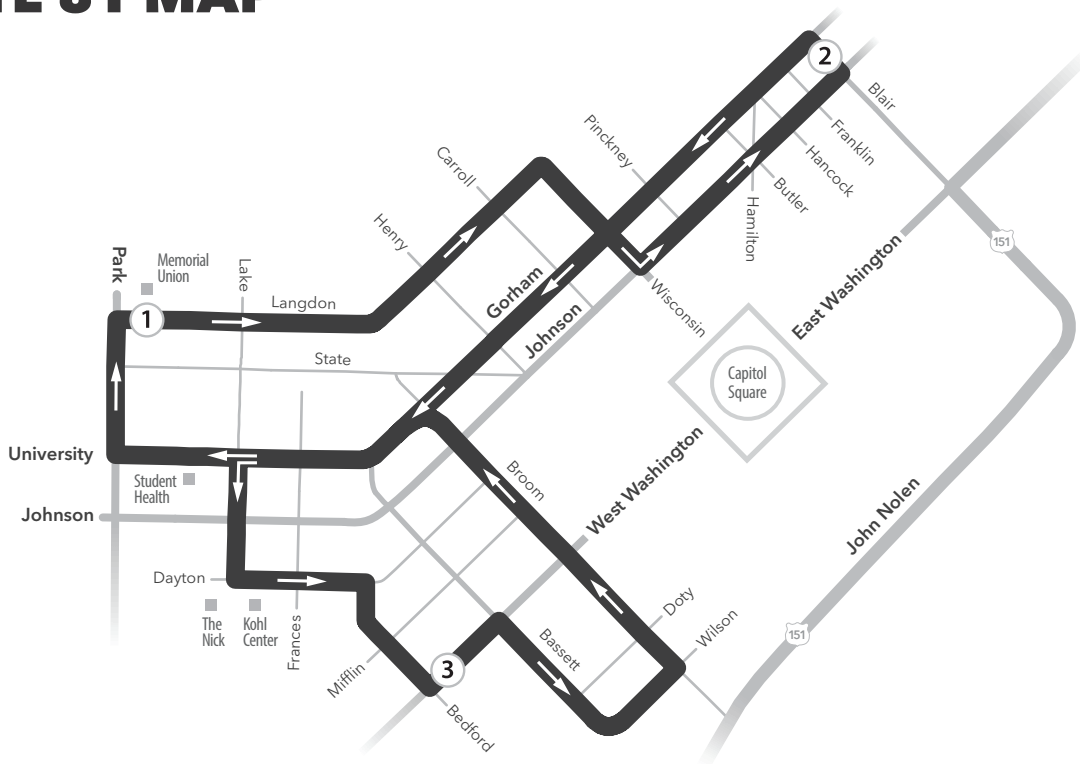 MAP
2
Blair
Franklin
Hancock
Butler
Hamilton
Pinckney
Carroll
Henry
Park
Memorial
Union
Lake
Langdon
1
Gorham
Johnson
Wisconsin
East Washington
151
State
Capitol
Square
University
Student
Health
Johnson
Broom
West Washington
John Nolen
Dayton
The
Nick
Kohl
Center
Frances
Mifflin
3
Bedford
Bassett
Doty
Wilson
151